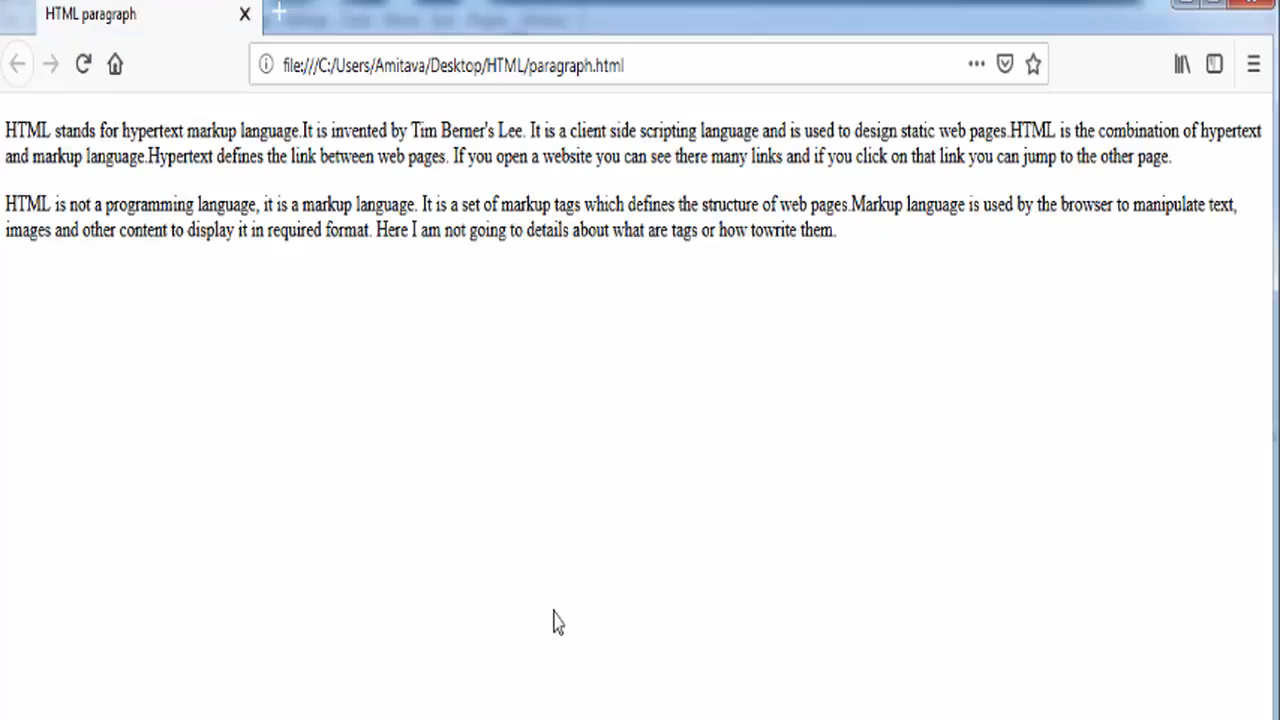 HTML paragraph
file:///C:/Users/Amitava/Desktop/HTML/paragraph.html
HTML stands for hypertext markup language.It is invented by Tim Berner's Lee. It is a client side scripting language and is used to design static web pages.HTML is the combination of hypertext
and markup language.Hypertext defines the link between web pages. If you open a website you can see there many links and if you click on that link you can jump to the other page.
HTML is not a programming language, it is a markup language. It is a set of markup tags which defines the structure of web pages.Markup language is used by the browser to manipulate text,
images and other content to display it in required format. Here I am not going to details about what are tags or how towrite them.